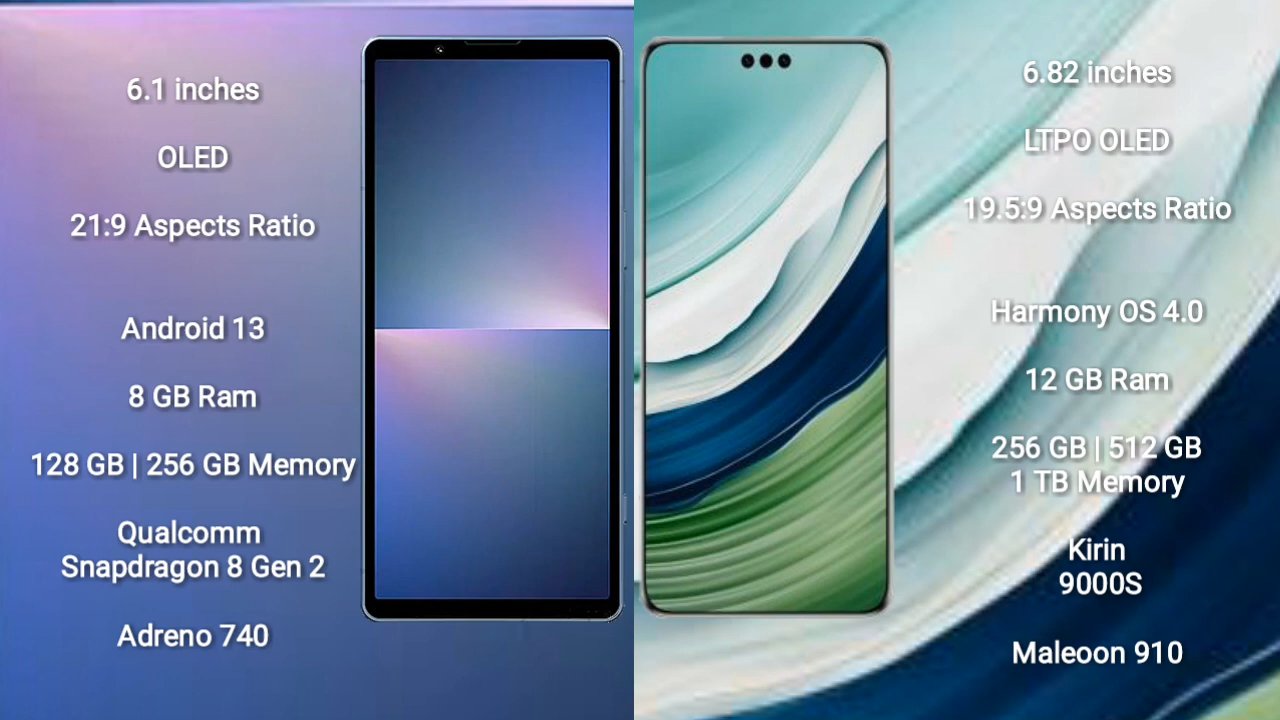 6.1 inches
OLED
21:9 Aspects Ratio
Android 13
8 GB Ram
128 GB | 256 GB Memory
Qualcomm
Snapdragon 8 Gen 2
Adreno 740
6.82 inches
LTPO OLED
19.5:9 Aspects Ratio
Harmony OS 4.0
12 GB Ram
256 GB | 512 GB
1 TB Memory
Kirin
9000S
Maleoon 910